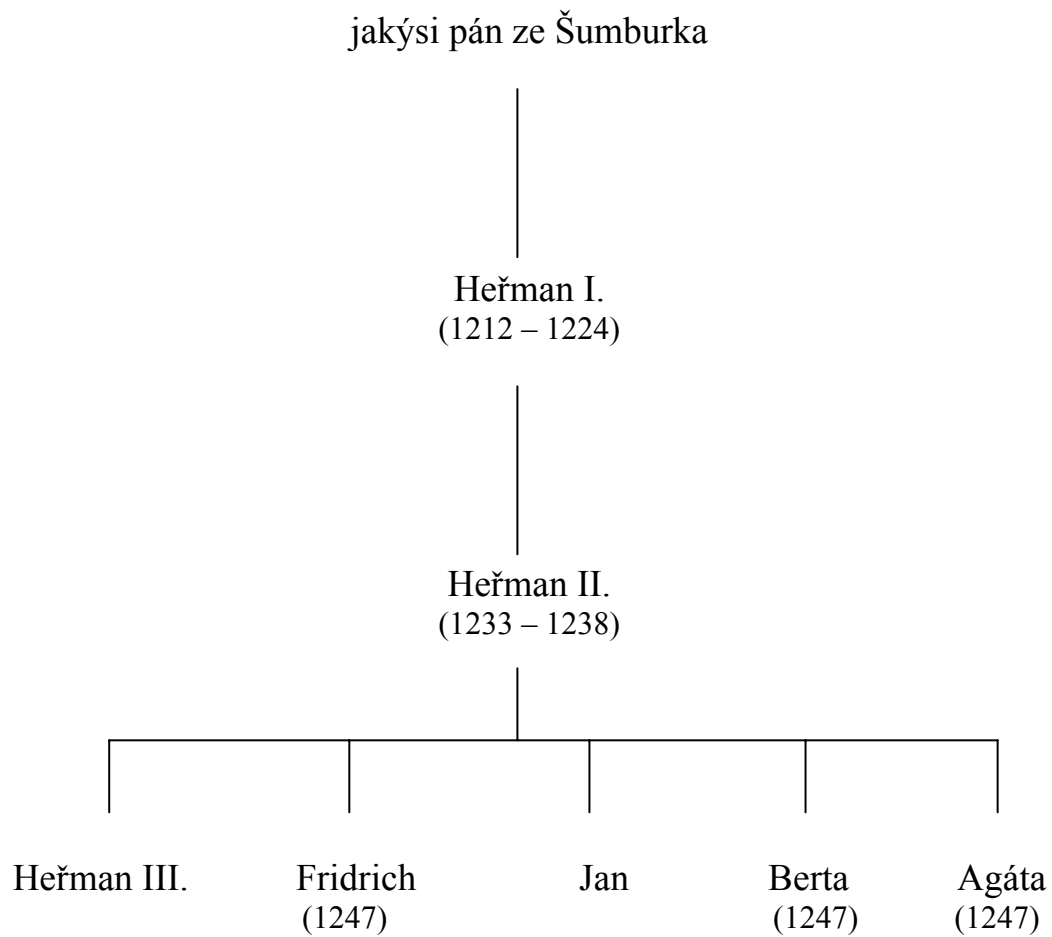 jakýsi pán ze Šumburka
Heřman I.
(1212 – 1224)
Heřman II.
(1233 – 1238)
Heřman III. Fridrich Jan Berta Agáta
(1247) (1247) (1247)